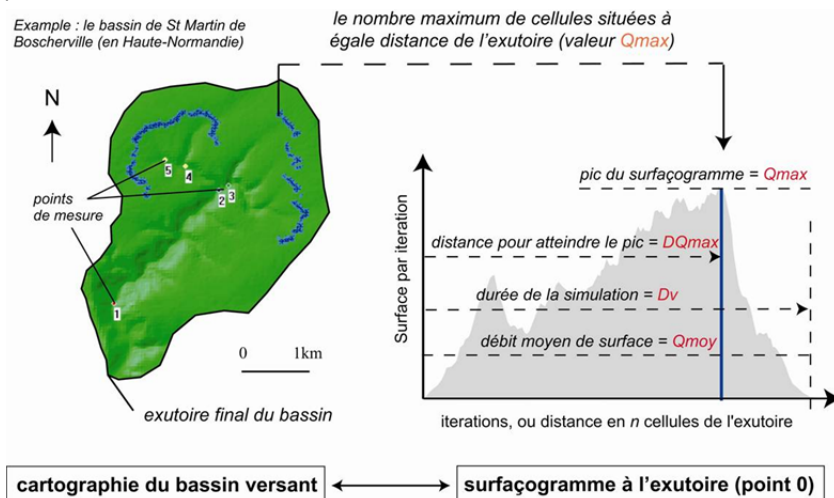 Example : le bassin de St Martin de
Boscherville (en Haute-Normandie)
le nombre maximum de cellules situées à
égale distance de l'exutoire (valeur Qmax)
N
5
4
2
3
1
points
de mesure
0 1km
exutoire final du bassin
pic du surfaçogramme = Qmax
distance pour atteindre le pic = DQmax
durée de la simulation = Dv
débit moyen de surface = Qmoy
Surface par iteration
iterations, ou distance en n cellules de l'exutoire
cartographie du bassin versant
surfaçogramme à l'exutoire (point 0)